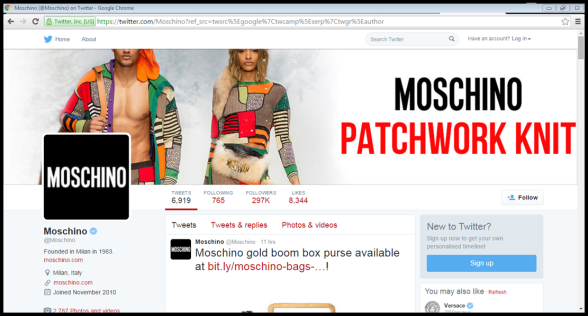 Moschino (@Moschino) on Twitter - Google Chrome
Twitter, Inc. [US] https://twitter.com/Moschino?ref_src=twsrc%5Egoogle%7Ctwcamp%5Eserp%7Ctwgr%5Eauthor
Home About Search Twitter Have an account? Log in
MOSCHINO
PATCHWORK KNIT
MOSCHINO
TWEETS FOLLOWING FOLLOWERS LIKES
6,919 765 297K 8,344
Follow
Moschino
@Moschino
Founded in Milan in 1983.
moschino.com
Milan, Italy
moschino.com
Joined November 2010
2,767 Photos and videos
Tweets Tweets & replies Photos & videos
MOSCHINO
Moschino @Moschino · 11 hrs
Moschino gold boom box purse available
at bit.ly/moschino-bags-…!
New to Twitter?
Sign up now to get your own
personalised timeline!
Sign up
You may also like · Refresh
Versace